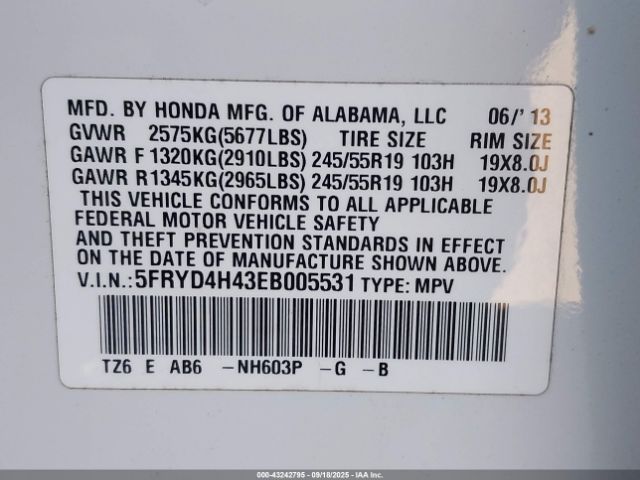 MFD. BY HONDA MFG. OF ALABAMA, LLC 06/' 13
GVWR 2575KG(5677LBS) TIRE SIZE RIM SIZE
GAWR F 1320KG(2910LBS) 245/55R19 103H 19X8.0J
GAWR R1345KG(2965LBS) 245/55R19 103H 19X8.0J
THIS VEHICLE CONFORMS TO ALL APPLICABLE
FEDERAL MOTOR VEHICLE SAFETY
AND THEFT PREVENTION STANDARDS IN EFFECT
ON THE DATE OF MANUFACTURE SHOWN ABOVE.
V.I.N.: 5FRYD4H43EB005531 TYPE: MPV
TZ6 E AB6 -NH603P -G -B
000-43242795 - 09/18/2025 - IAA Inc.